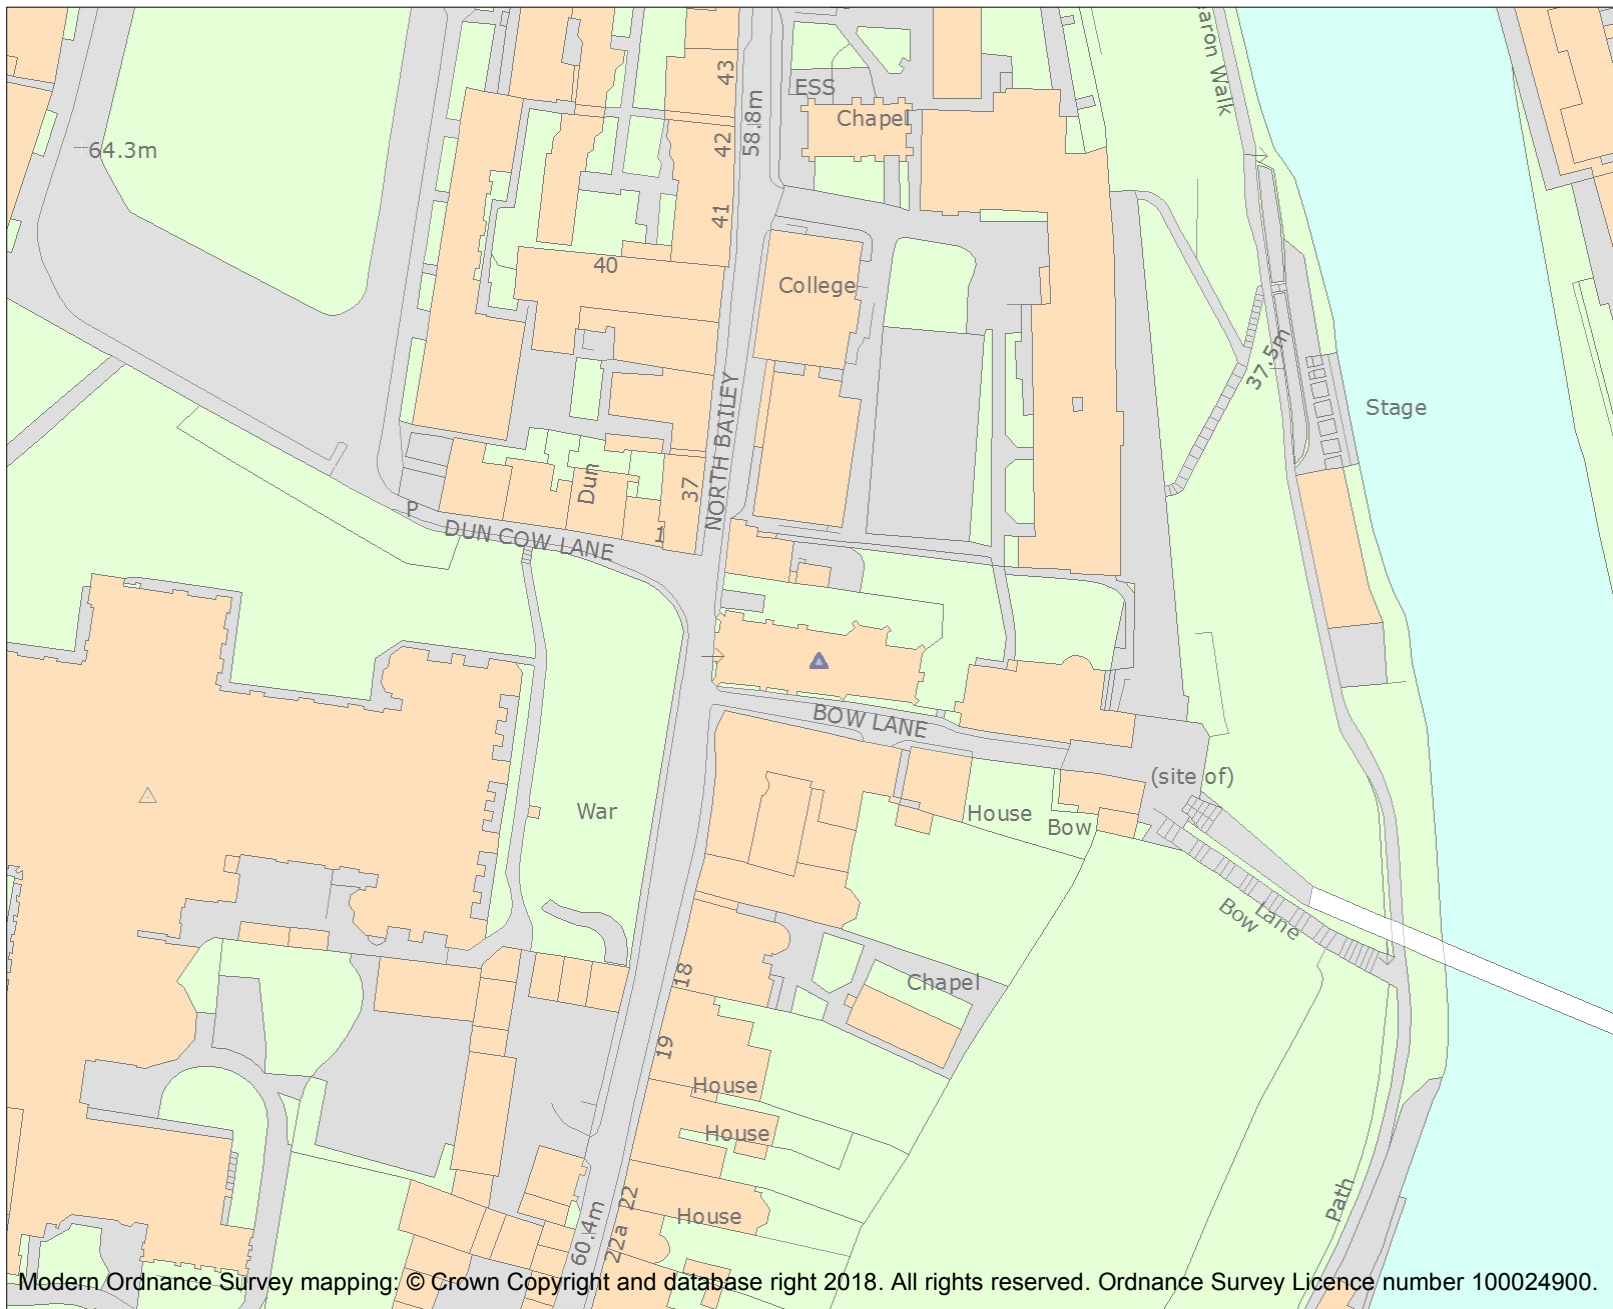 aron Walk
43
58.8m
ESS
Chapel
42
64.3m
41
40
College
37.5m
Stage
NORTH BAILEY
Dun
37
P
DUN COW LANE
1
BOW LANE
(site of)
War
House
Bow
Bow Lane
18
Chapel
19
House
House
Path
22
House
60.4m
22a
Modern Ordnance Survey mapping: © Crown Copyright and database right 2018. All rights reserved. Ordnance Survey Licence number 100024900.